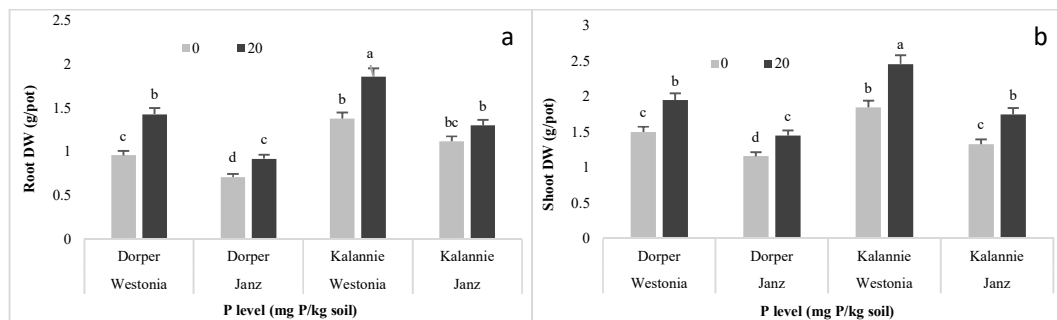 a
0 20
Root DW (g/pot)
2.5
2
1.5
1
0.5
0
c b d c b a bc b
Dorper Dorper Kalannie Kalannie
Westonia Janz Westonia Janz
P level (mg P/kg soil)
b
0 20
Shoot DW (g/pot)
3
2.5
2
1.5
1
0.5
0
c b d c b a c b
Dorper Dorper Kalannie Kalannie
Westonia Janz Westonia Janz
P level (mg P/kg soil)